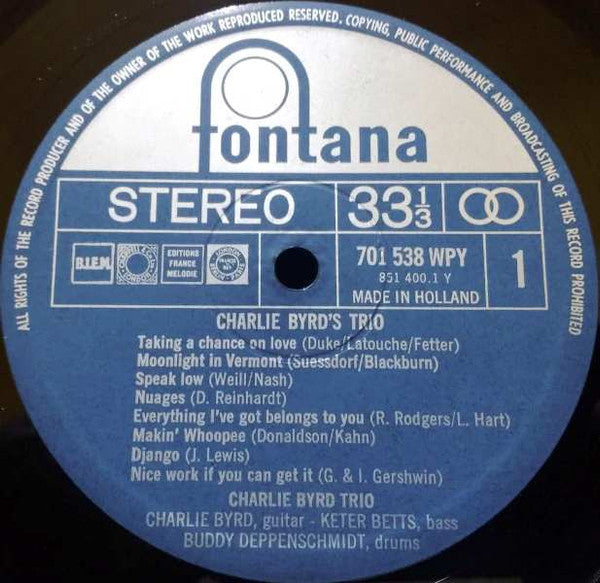 ALL RIGHTS OF THE RECORD PRODUCER AND OF THE OWNER OF THE WORK REPRODUCED RESERVED. COPYING, PUBLIC PERFORMANCE AND BROADCASTING OF THIS RECORD PROHIBITED
fontana
STEREO 33⅓
B.I.E.M. EDITIONS FRANCE MELODIE 701 538 WPY 1
851 400.1 Y
MADE IN HOLLAND
CHARLIE BYRD'S TRIO
Taking a chance on love (Duke/Latouche/Fetter)
Moonlight in Vermont (Suessdorf/Blackburn)
Speak low (Weill/Nash)
Nuages (D. Reinhardt)
Everything I've got belongs to you (R. Rodgers/L. Hart)
Makin' Whoopee (Donaldson/Kahn)
Django (J. Lewis)
Nice work if you can get it (G. & I. Gershwin)
CHARLIE BYRD TRIO
CHARLIE BYRD, guitar - KETER BETTS, bass
BUDDY DEPPENSCHMIDT, drums